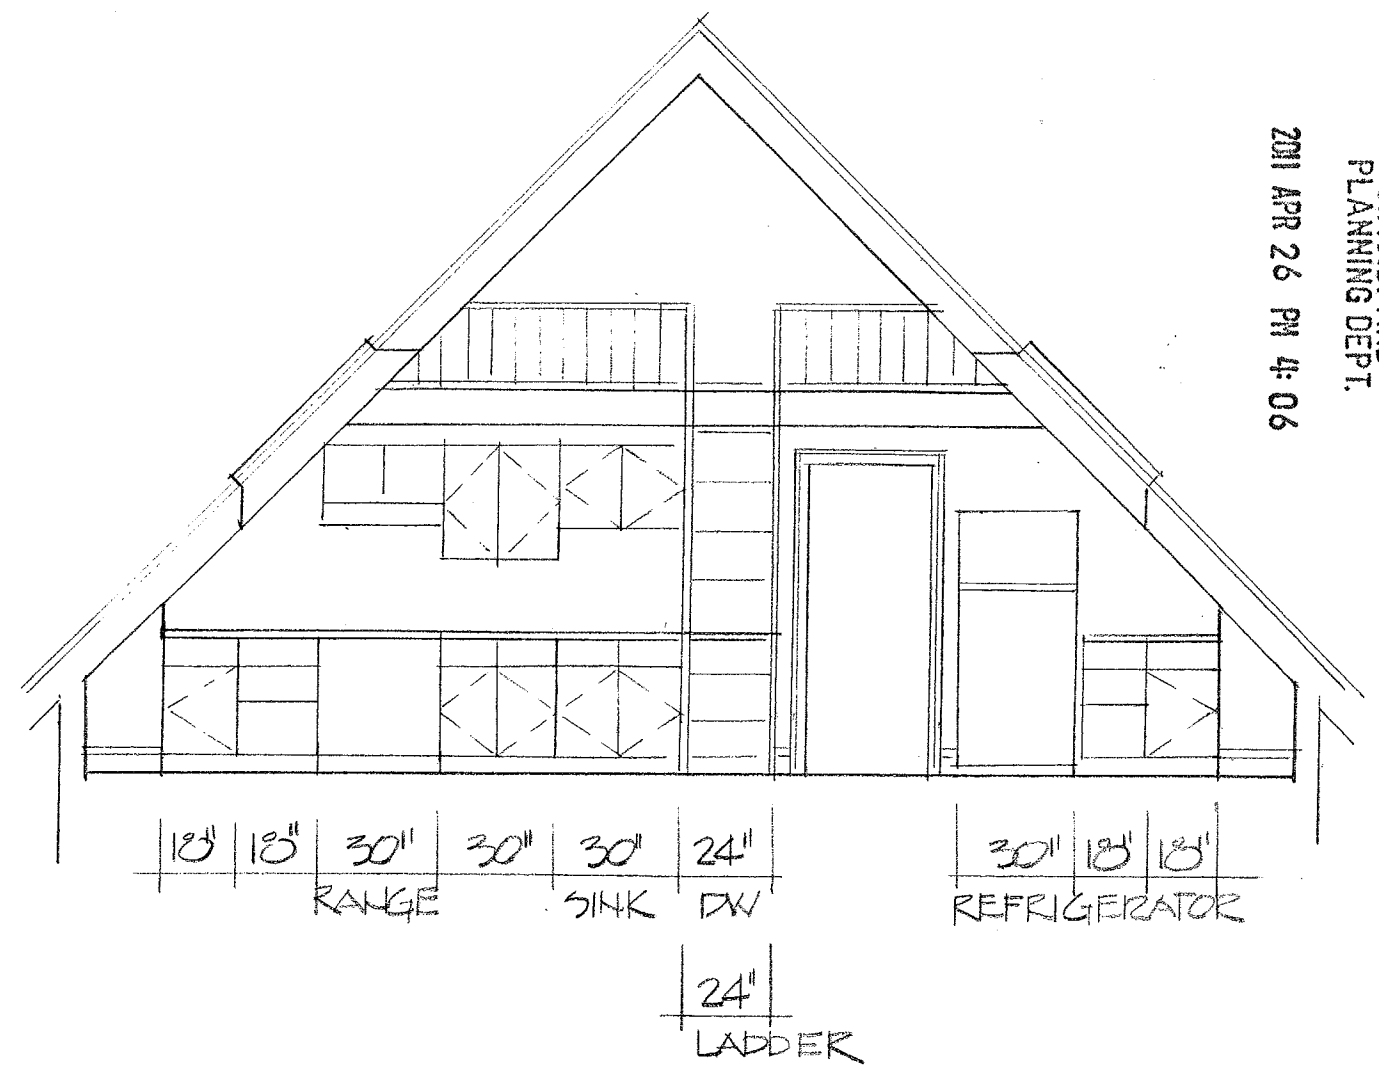 PLANNING DEPT.
2011 APR 26 PM 4:06
18" 18" 30" 30" 30" 24" 30" 18" 18"
RANGE SINK DW REFRIGERATOR
24"
LADDER